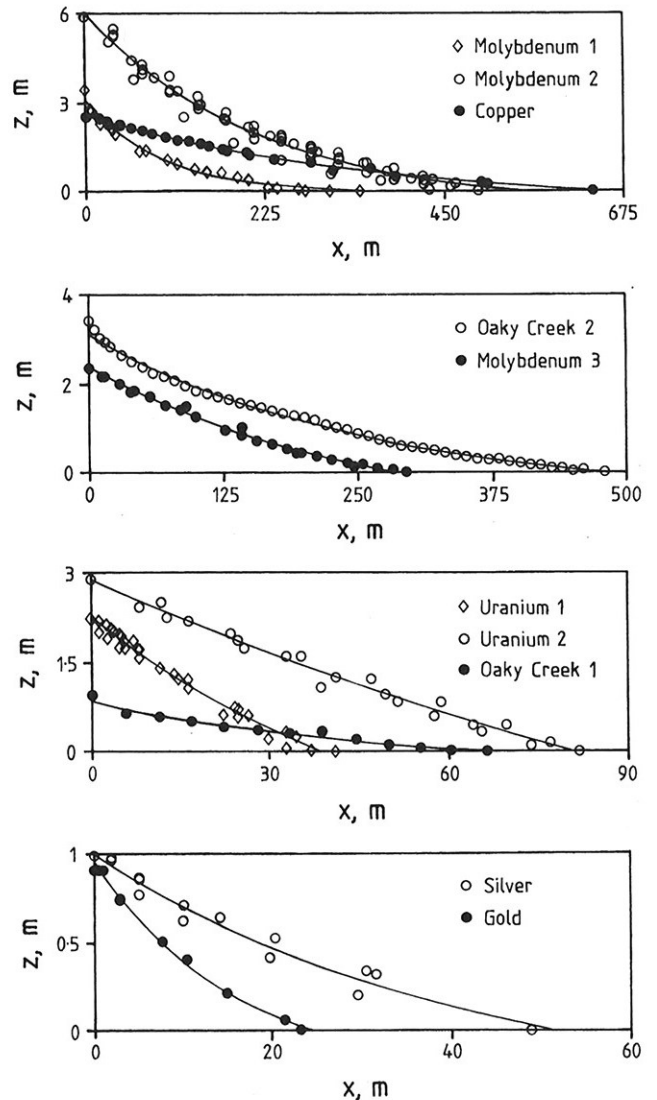 6
3
0
z, m
◇ Molybdenum 1
○ Molybdenum 2
● Copper
0 225 450 675
x, m
4
2
0
z, m
○ Oaky Creek 2
● Molybdenum 3
0 125 250 375 500
x, m
3
1·5
0
z, m
◇ Uranium 1
○ Uranium 2
● Oaky Creek 1
0 30 60 90
x, m
1
0·5
0
z, m
○ Silver
● Gold
0 20 40 60
x, m